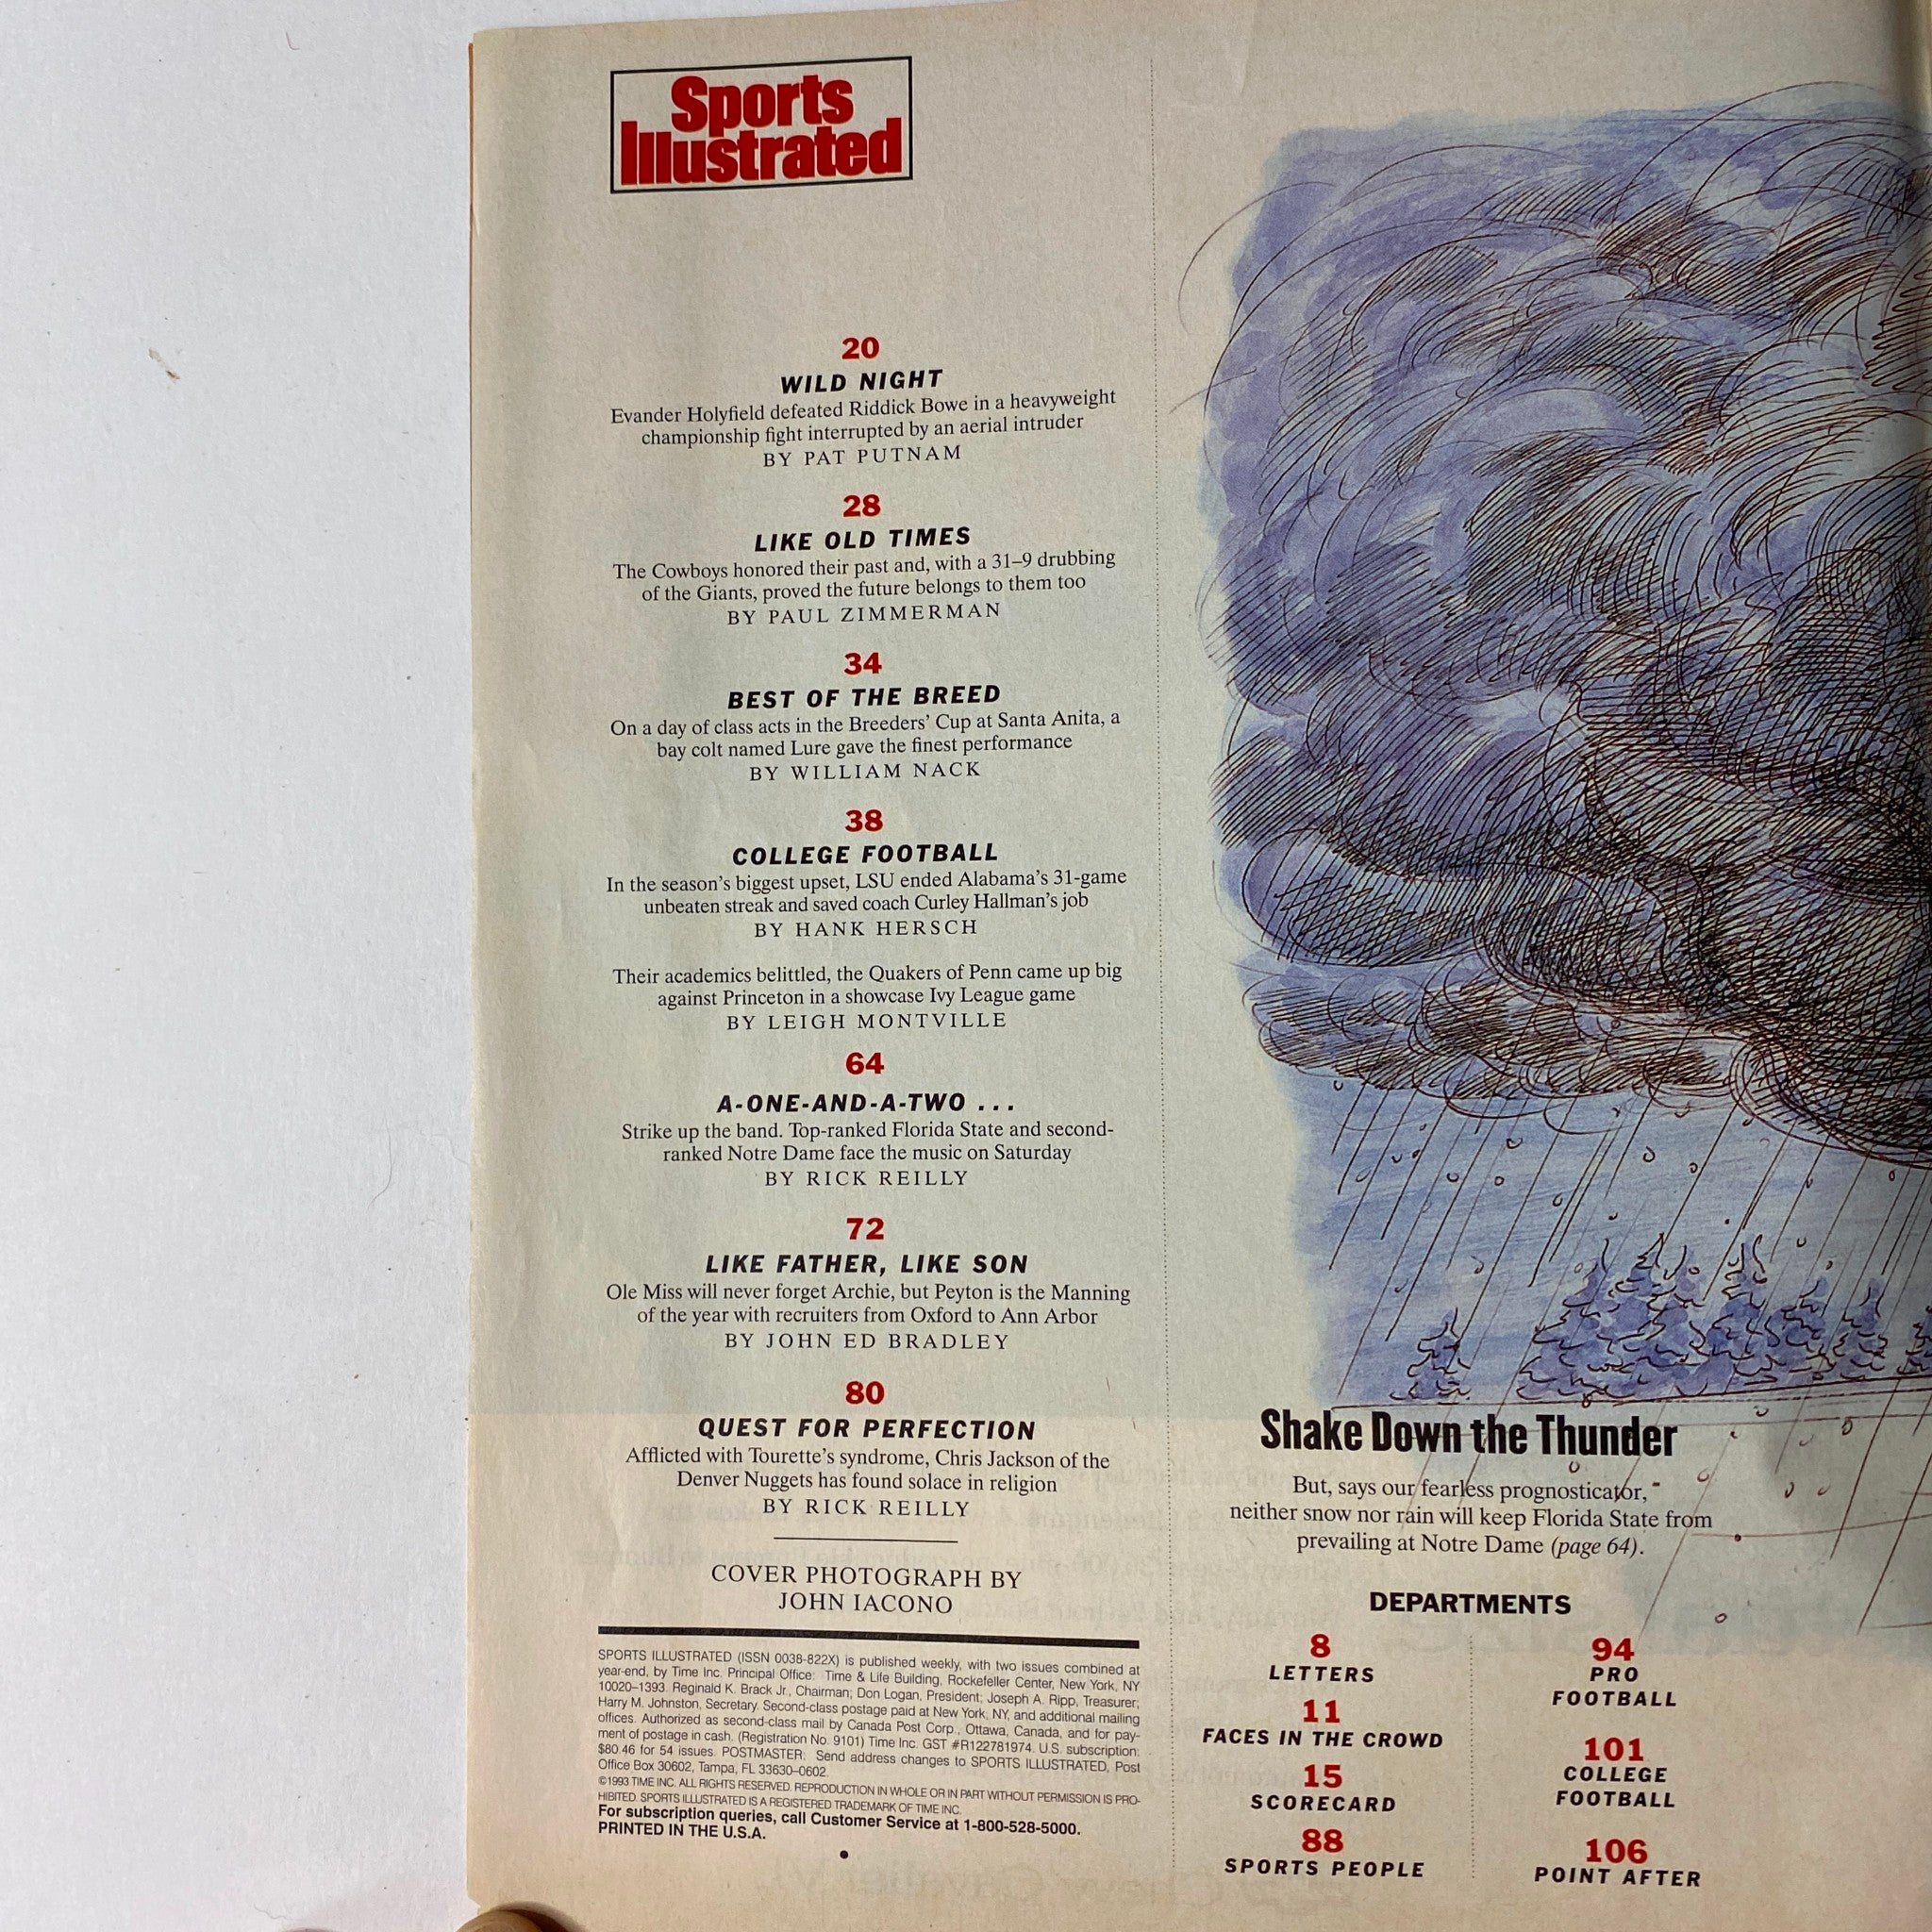 Sports
Illustrated
20
WILD NIGHT
Evander Holyfield defeated Riddick Bowe in a heavyweight
championship fight interrupted by an aerial intruder
BY PAT PUTNAM
28
LIKE OLD TIMES
The Cowboys honored their past and, with a 31–9 drubbing
of the Giants, proved the future belongs to them too
BY PAUL ZIMMERMAN
34
BEST OF THE BREED
On a day of class acts in the Breeders' Cup at Santa Anita, a
bay colt named Lure gave the finest performance
BY WILLIAM NACK
38
COLLEGE FOOTBALL
In the season's biggest upset, LSU ended Alabama's 31-game
unbeaten streak and saved coach Curley Hallman's job
BY HANK HERSCH
Their academics belittled, the Quakers of Penn came up big
against Princeton in a showcase Ivy League game
BY LEIGH MONTVILLE
64
A-ONE-AND-A-TWO . . .
Strike up the band. Top-ranked Florida State and second-
ranked Notre Dame face the music on Saturday
BY RICK REILLY
72
LIKE FATHER, LIKE SON
Ole Miss will never forget Archie, but Peyton is the Manning
of the year with recruiters from Oxford to Ann Arbor
BY JOHN ED BRADLEY
80
QUEST FOR PERFECTION
Afflicted with Tourette's syndrome, Chris Jackson of the
Denver Nuggets has found solace in religion
BY RICK REILLY
COVER PHOTOGRAPH BY
JOHN IACONO
SPORTS ILLUSTRATED (ISSN 0038-822X) is published weekly, with two issues combined at
year-end, by Time Inc. Principal Office: Time & Life Building, Rockefeller Center, New York, NY
10020–1393. Reginald K. Brack Jr., Chairman; Don Logan, President; Joseph A. Ripp, Treasurer;
Harry M. Johnston, Secretary. Second-class postage paid at New York, NY, and additional mailing
offices. Authorized as second-class mail by Canada Post Corp., Ottawa, Canada, and for pay-
ment of postage in cash. (Registration No. 9101) Time Inc. GST #R122781974. U.S. subscription:
$80.46 for 54 issues. POSTMASTER: Send address changes to SPORTS ILLUSTRATED, Post
Office Box 30602, Tampa, FL 33630–0602.
©1993 TIME INC. ALL RIGHTS RESERVED. REPRODUCTION IN WHOLE OR IN PART WITHOUT PERMISSION IS PRO-
HIBITED. SPORTS ILLUSTRATED IS A REGISTERED TRADEMARK OF TIME INC.
For subscription queries, call Customer Service at 1-800-528-5000.
PRINTED IN THE U.S.A.
Shake Down the Thunder
But, says our fearless prognosticator,
neither snow nor rain will keep Florida State from
prevailing at Notre Dame (page 64).
DEPARTMENTS
8
LETTERS
11
FACES IN THE CROWD
15
SCORECARD
88
SPORTS PEOPLE
94
PRO
FOOTBALL
101
COLLEGE
FOOTBALL
106
POINT AFTER